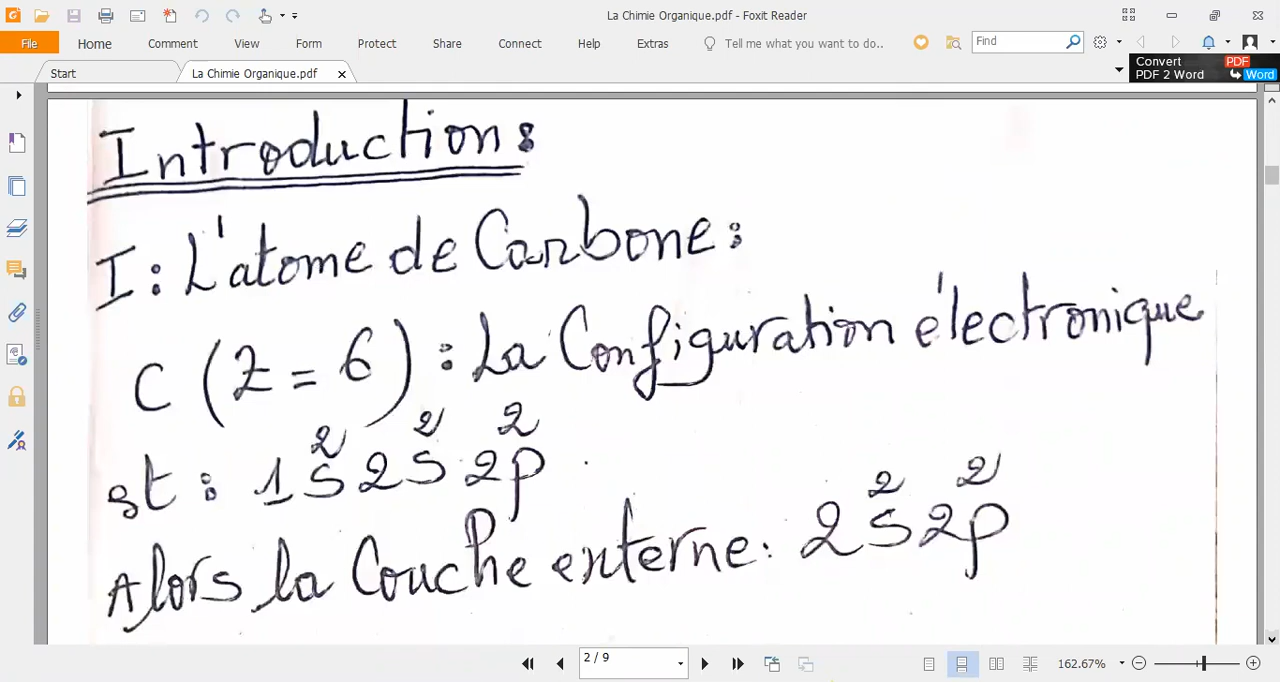 La Chimie Organique.pdf - Foxit Reader
File Home Comment View Form Protect Share Connect Help Extras Tell me what you want to do.. Find
Start La Chimie Organique.pdf
Convert PDF
PDF 2 Word Word
Introduction:
I: L'atome de Carbone:
C (Z = 6) : La Configuration électronique
st : 1s² 2s² 2p²
Alors la Couche externe: 2s² 2p²
2 / 9
162.67%